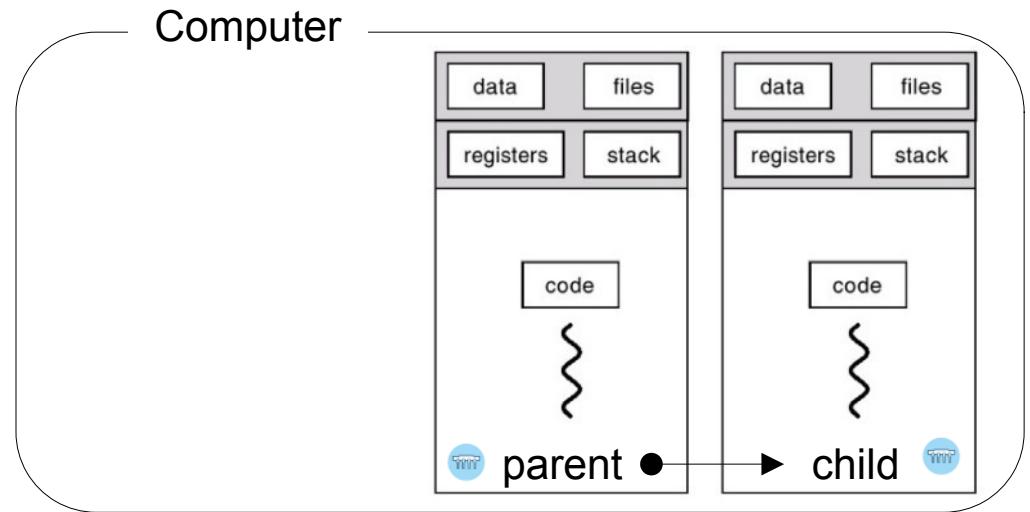 Computer
data files data files
registers stack registers stack
code code
parent child